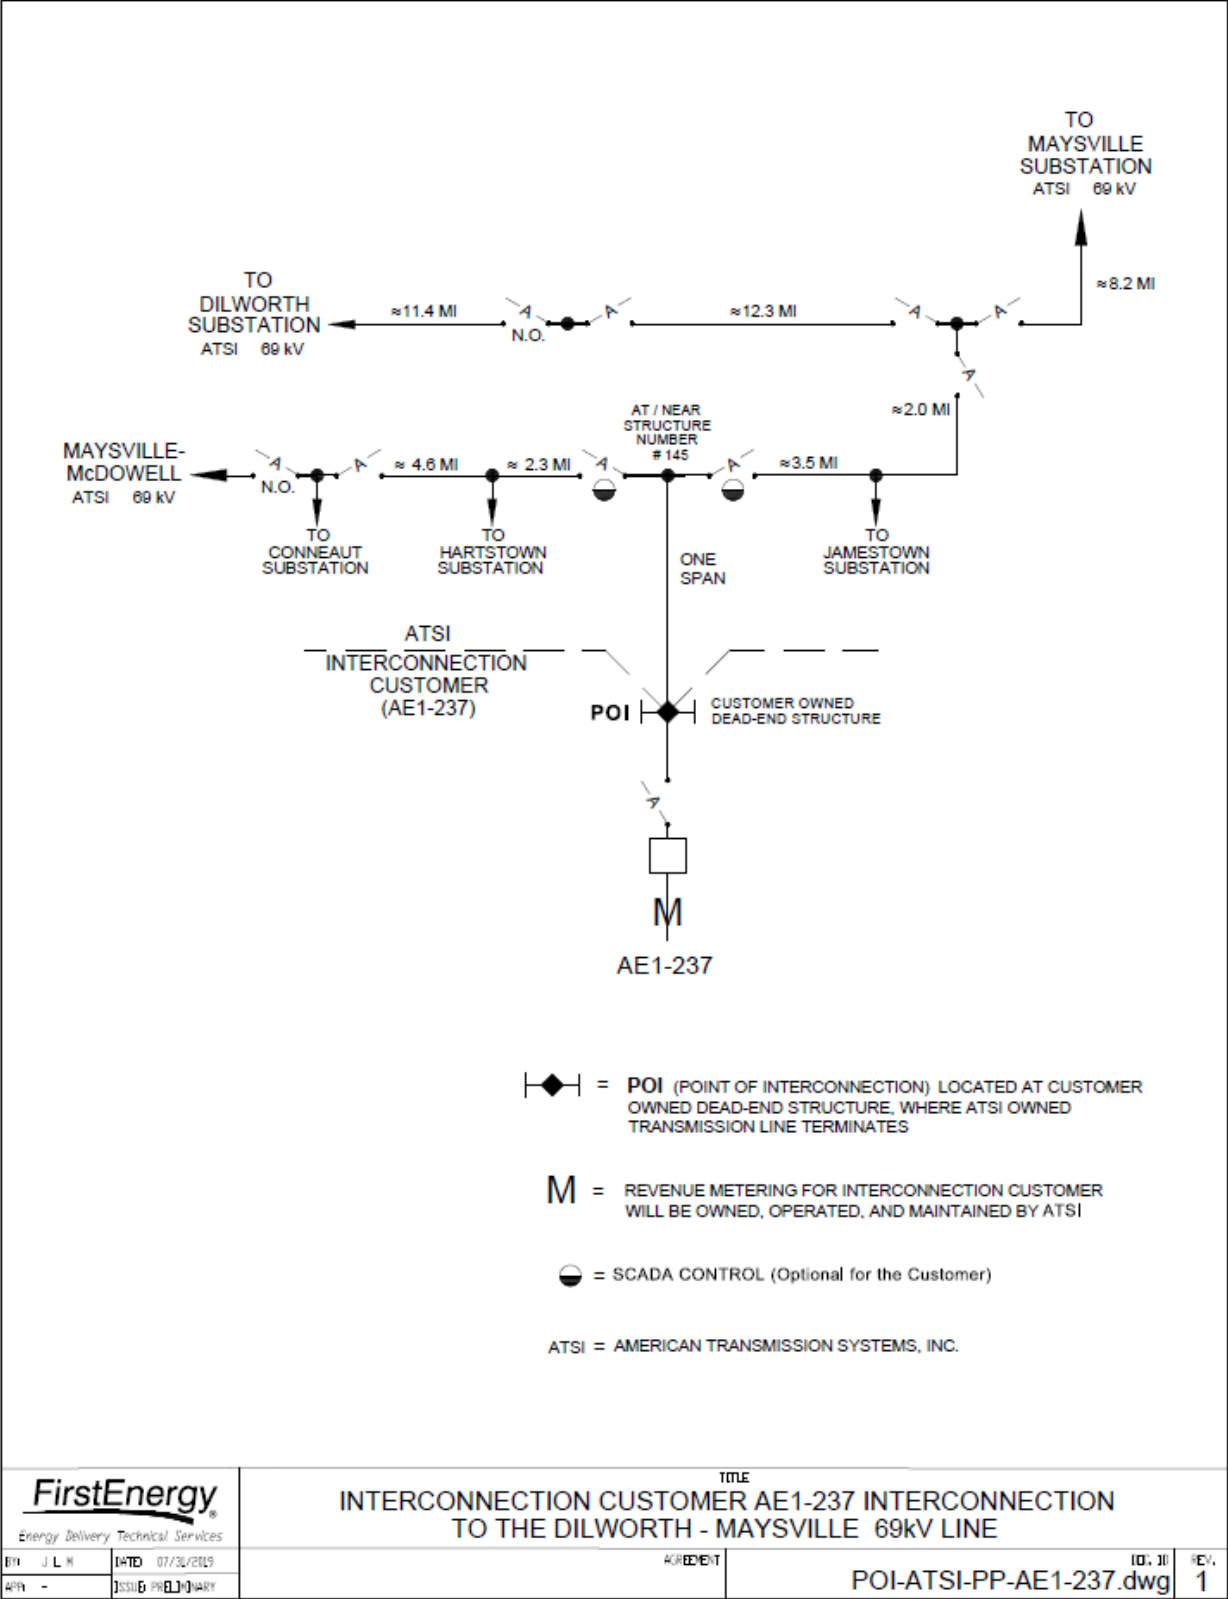 TO
MAYSVILLE
SUBSTATION
ATSI 69 kV
≈8.2 MI
TO
DILWORTH
SUBSTATION
ATSI 69 kV
≈11.4 MI
A
N.O.
A
≈12.3 MI
A
A
A
≈2.0 MI
MAYSVILLE-
McDOWELL
ATSI 69 kV
A
N.O.
A
≈ 4.6 MI
≈ 2.3 MI
A
AT / NEAR
STRUCTURE
NUMBER
# 145
A
≈3.5 MI
TO
CONNEAUT
SUBSTATION
TO
HARTSTOWN
SUBSTATION
ONE
SPAN
TO
JAMESTOWN
SUBSTATION
ATSI
INTERCONNECTION
CUSTOMER
(AE1-237)
POI
CUSTOMER OWNED
DEAD-END STRUCTURE
A
M
AE1-237
= POI (POINT OF INTERCONNECTION) LOCATED AT CUSTOMER
OWNED DEAD-END STRUCTURE, WHERE ATSI OWNED
TRANSMISSION LINE TERMINATES
M = REVENUE METERING FOR INTERCONNECTION CUSTOMER
WILL BE OWNED, OPERATED, AND MAINTAINED BY ATSI
= SCADA CONTROL (Optional for the Customer)
ATSI = AMERICAN TRANSMISSION SYSTEMS, INC.
FirstEnergy®
Energy Delivery Technical Services
BY: J L M
DATE: 07/31/2019
APP: -
ISSUE: PRELIMINARY
TITLE
INTERCONNECTION CUSTOMER AE1-237 INTERCONNECTION
TO THE DILWORTH - MAYSVILLE 69kV LINE
AGREEMENT
DOC. ID
POI-ATSI-PP-AE1-237.dwg
REV.
1